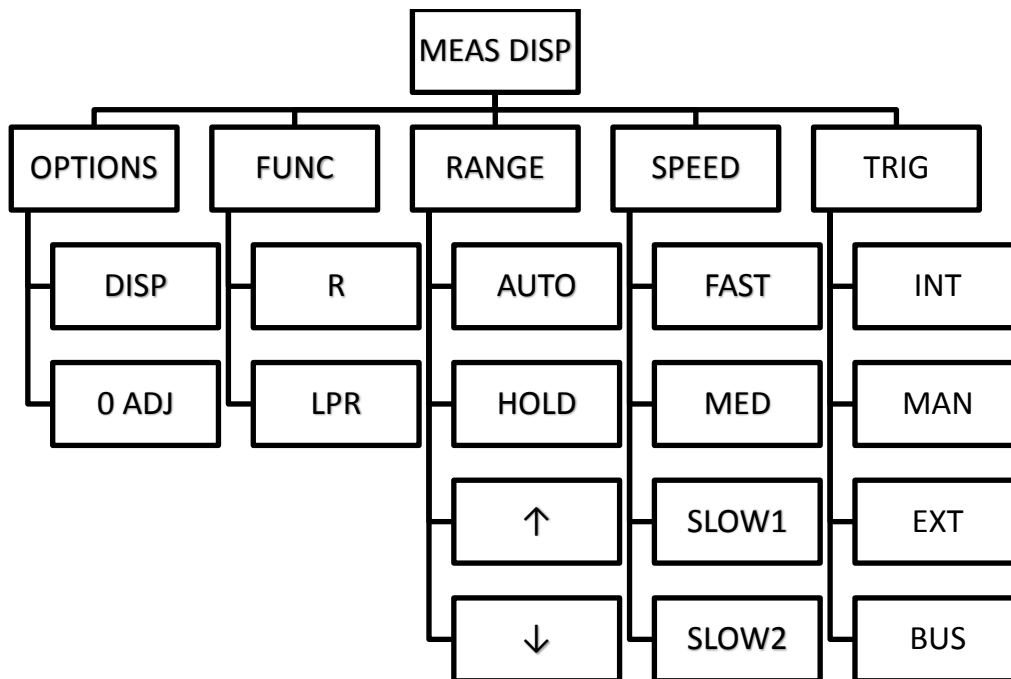 MEAS DISP
OPTIONS
FUNC
RANGE
SPEED
TRIG
DISP
R
AUTO
FAST
INT
0 ADJ
LPR
HOLD
MED
MAN
↑
SLOW1
EXT
↓
SLOW2
BUS